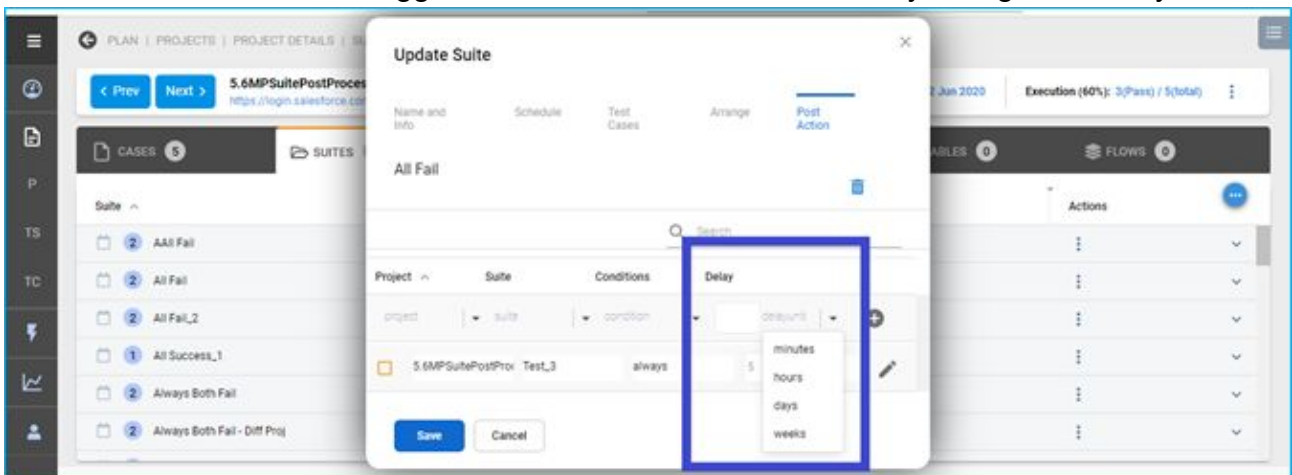 PLAN | PROJECTS | PROJECT DETAILS |
Prev
Next
5.6MPSuitePostProces
https://login.salesforce.com
2 Jun 2020
Execution (60%): 3(Pass) / 5(total)
CASES 5
SUITES
ABLES 0
FLOWS 0
Suite
Actions
2 AAll Fail
2 All Fail
2 All Fail_2
1 All Success_1
2 Always Both Fail
2 Always Both Fail - Diff Proj
P
TS
TC
Update Suite
Name and Info
Schedule
Test Cases
Arrange
Post Action
All Fail
Search
Project
Suite
Conditions
Delay
project
suite
condition
delayunit
5.6MPSuitePostProc
Test_3
always
5
minutes
hours
days
weeks
Save
Cancel